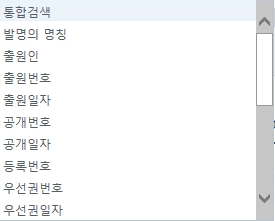 통합검색
발명의 명칭
출원인
출원번호
출원일자
공개번호
공개일자
등록번호
우선권번호
우선권일자